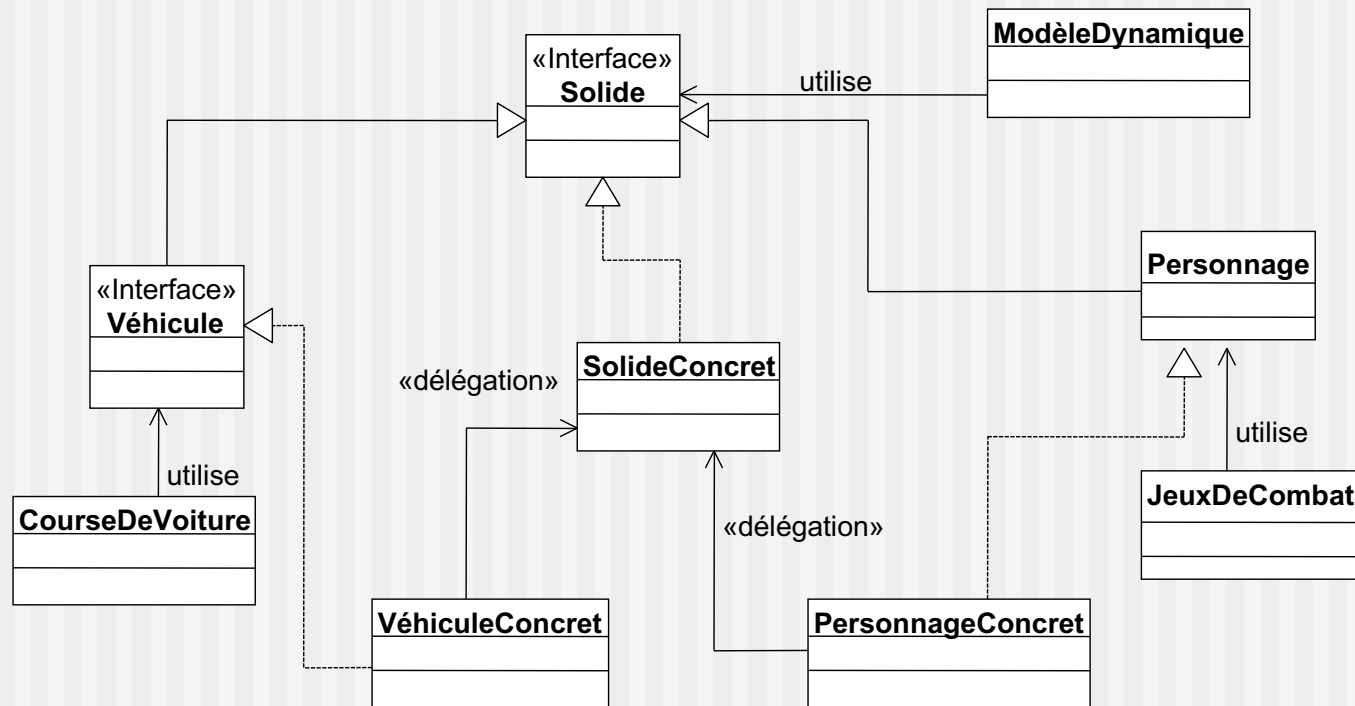 ModèleDynamique
«Interface»
Solide
utilise
Personnage
«Interface»
Véhicule
SolideConcret
«délégation»
utilise
utilise
JeuxDeCombat
CourseDeVoiture
«délégation»
VéhiculeConcret
PersonnageConcret